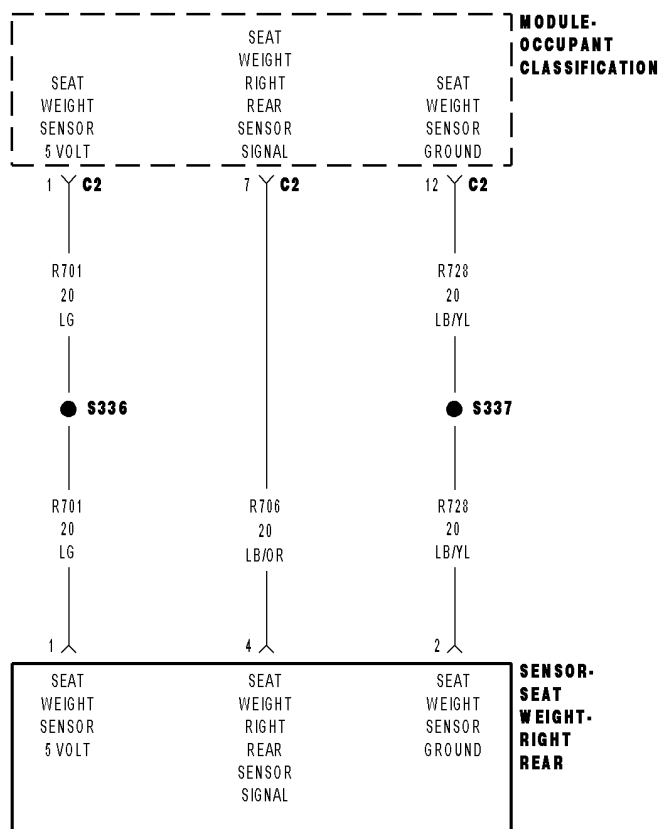 MODULE-
OCCUPANT
CLASSIFICATION
SEAT
WEIGHT
SENSOR
5 VOLT
SEAT
WEIGHT
RIGHT
REAR
SENSOR
SIGNAL
SEAT
WEIGHT
SENSOR
GROUND
1 C2
7 C2
12 C2
R701
20
LG
R728
20
LB/YL
S336
S337
R701
20
LG
R706
20
LB/OR
R728
20
LB/YL
1
4
2
SEAT
WEIGHT
SENSOR
5 VOLT
SEAT
WEIGHT
RIGHT
REAR
SENSOR
SIGNAL
SEAT
WEIGHT
SENSOR
GROUND
SENSOR-
SEAT
WEIGHT-
RIGHT
REAR